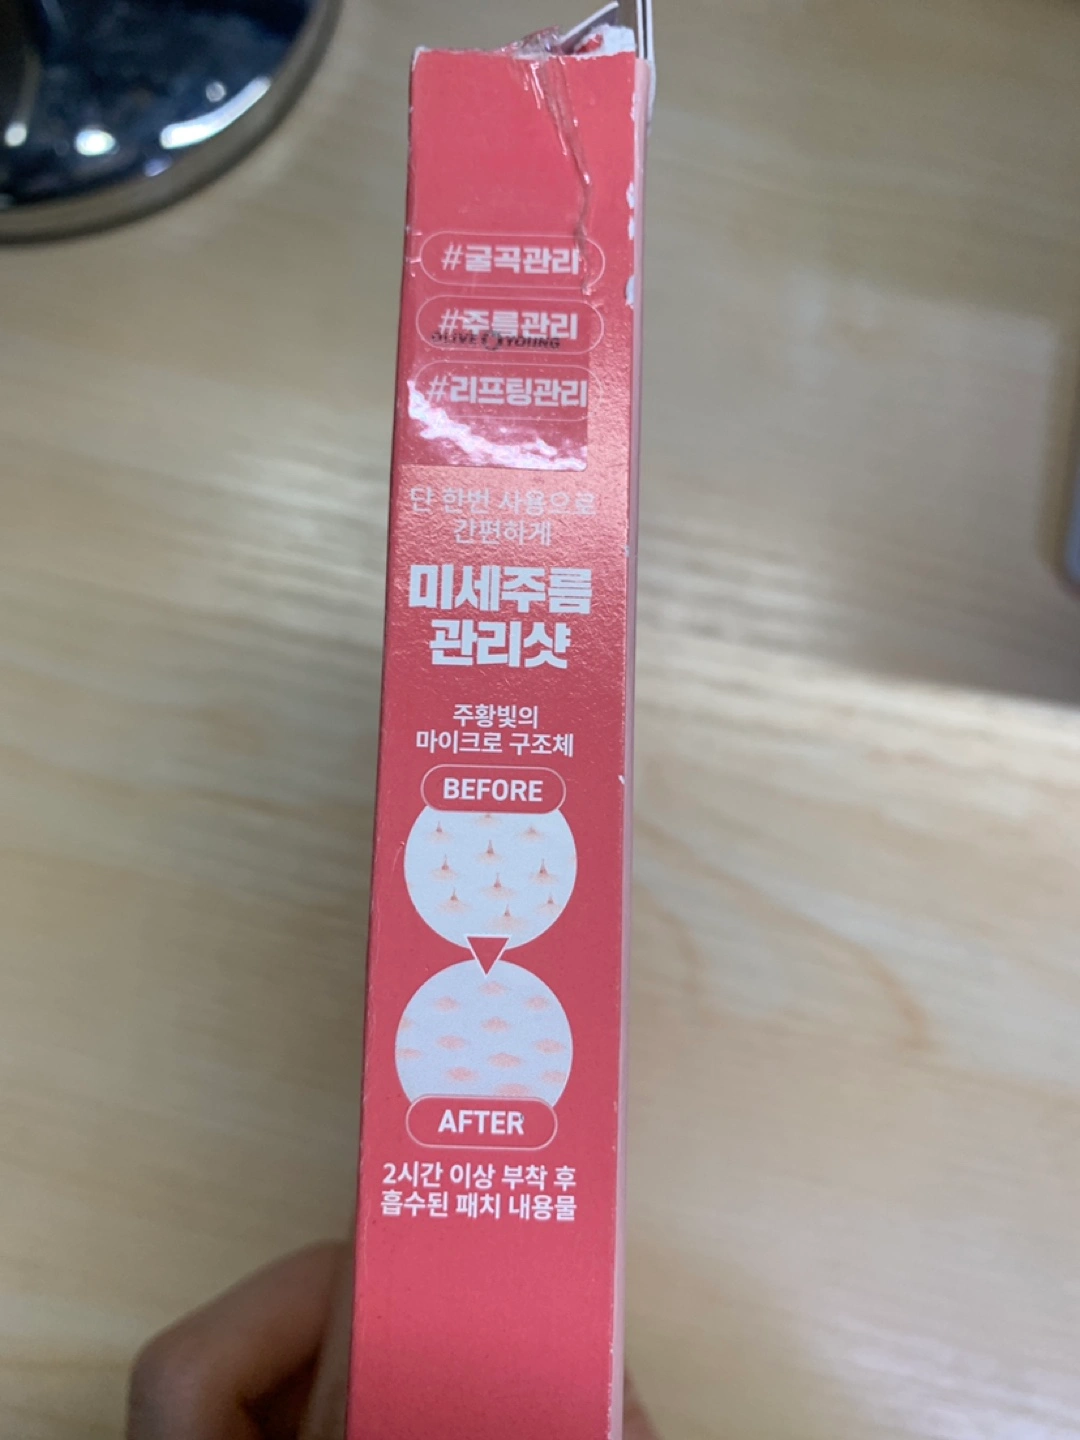 #굴곡관리
#주름관리
OLIVE YOUNG
#리프팅관리
단 한번 사용으로
간편하게
미세주름
관리샷
주황빛의
마이크로 구조체
BEFORE
AFTER
2시간 이상 부착 후
흡수된 패치 내용물